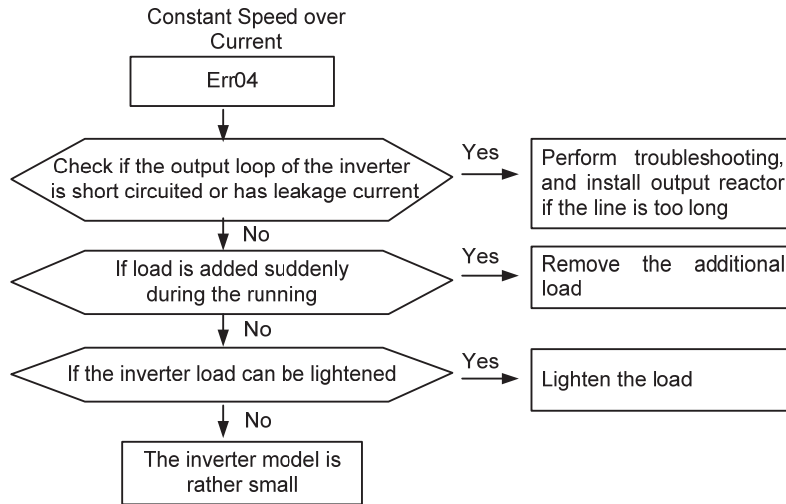 Constant Speed over
Current
Err04
Check if the output loop of the inverter
is short circuited or has leakage current
Yes
Perform troubleshooting,
and install output reactor
if the line is too long
No
If load is added suddenly
during the running
Yes
Remove the additional
load
No
If the inverter load can be lightened
Yes
Lighten the load
No
The inverter model is
rather small